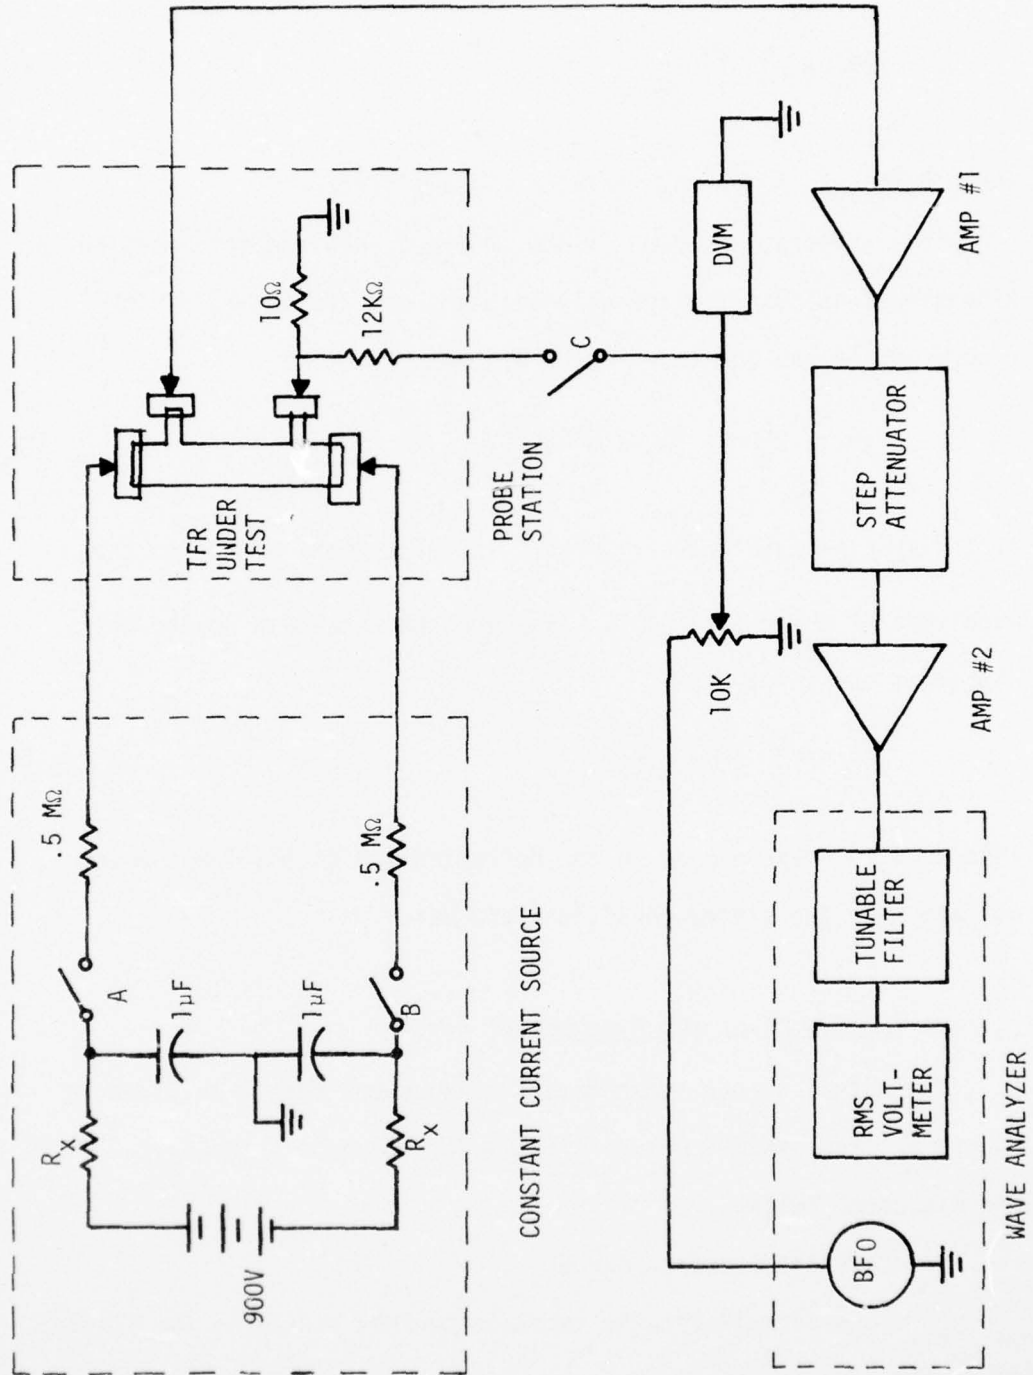 900V
Rx
Rx
1µF
1µF
A
B
.5 MΩ
.5 MΩ
CONSTANT CURRENT SOURCE
TFR
UNDER
TEST
10Ω
12KΩ
PROBE
STATION
C
DVM
10K
BFO
RMS
VOLT-
METER
TUNABLE
FILTER
WAVE ANALYZER
AMP #2
STEP
ATTENUATOR
AMP #1